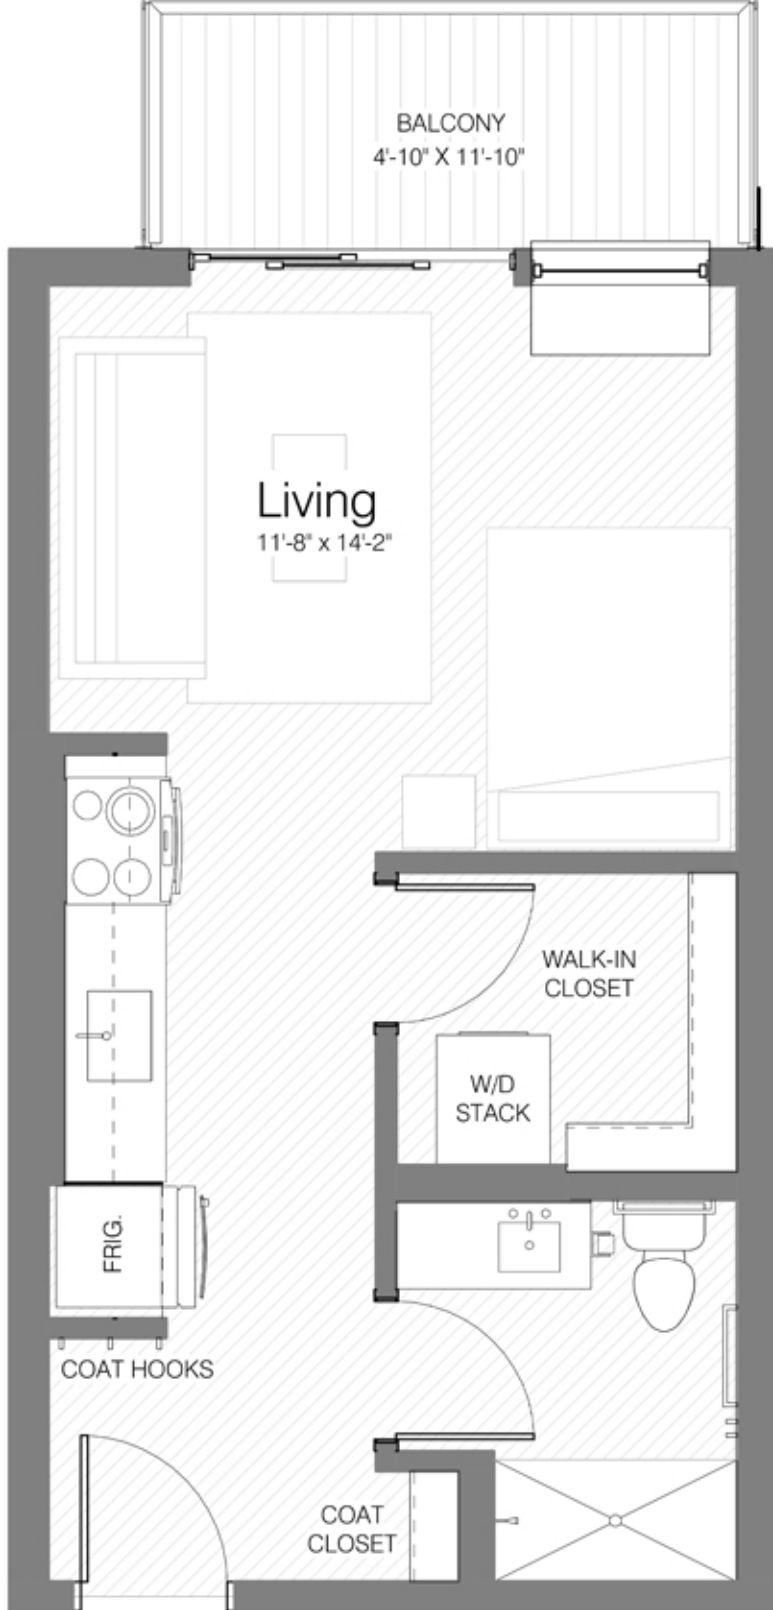 BALCONY
4'-10" X 11'-10"
Living
11'-8" x 14'-2"
WALK-IN
CLOSET
W/D
STACK
FRIG.
COAT HOOKS
COAT
CLOSET